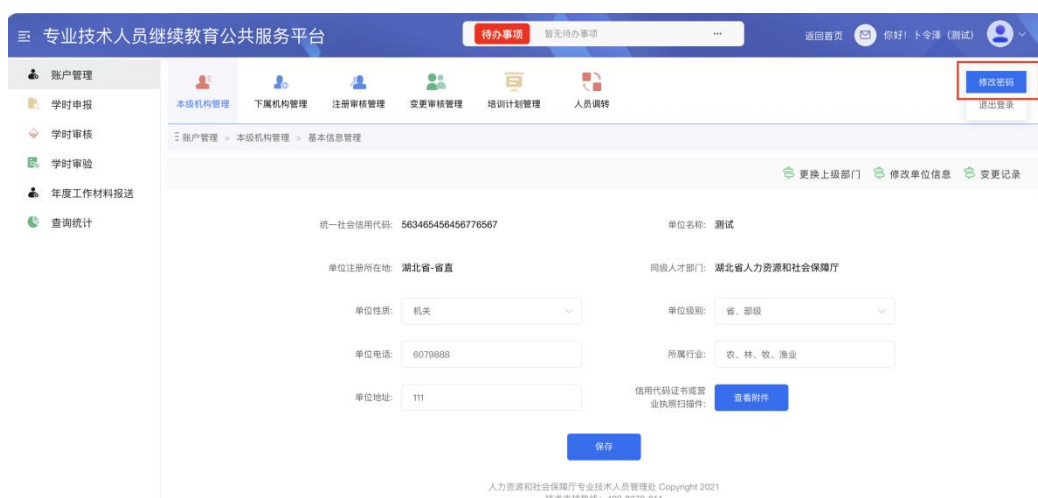 专业技术人员继续教育公共服务平台 待办事项 暂无待办事项 ... 返回首页 你好！卜令泽（测试）
账户管理
学时申报
学时审核
学时审验
年度工作材料报送
查询统计
本级机构管理 下属机构管理 注册审核管理 变更审核管理 培训计划管理 人员调转
修改密码
退出登录
账户管理 > 本级机构管理 > 基本信息管理
更换上级部门 修改单位信息 变更记录
统一社会信用代码: 563465456456776567 单位名称: 测试
单位注册所在地: 湖北省-省直 同级人才部门: 湖北省人力资源和社会保障厅
单位性质: 机关 单位级别: 省、部级
单位电话: 6079888 所属行业: 农、林、牧、渔业
单位地址: 111 信用代码证书或营
业执照扫描件: 查看附件
保存
人力资源和社会保障厅专业技术人员管理处 Copyright 2021